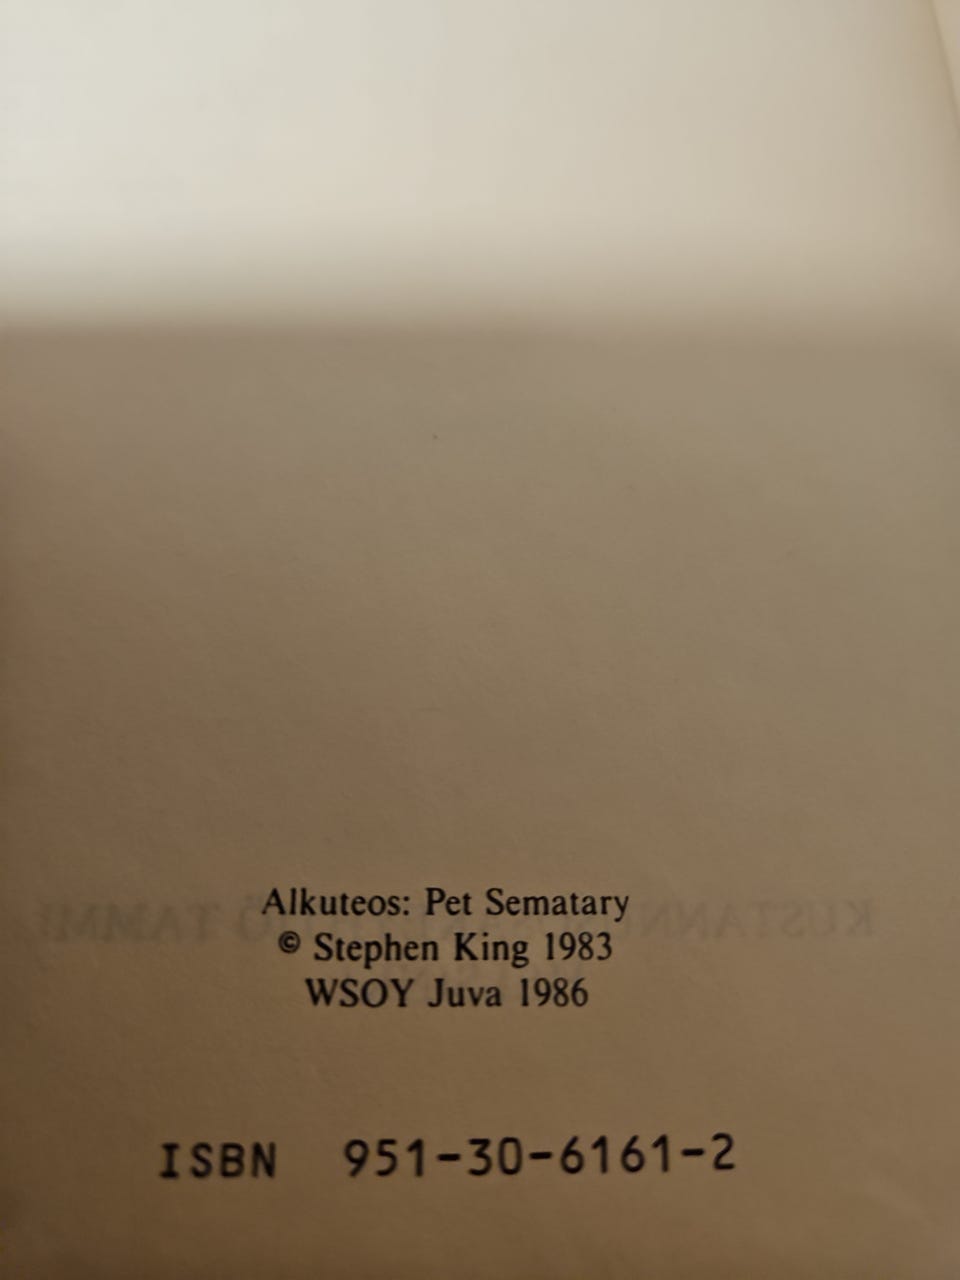 Alkuteos: Pet Sematary
© Stephen King 1983
WSOY Juva 1986
ISBN 951-30-6161-2